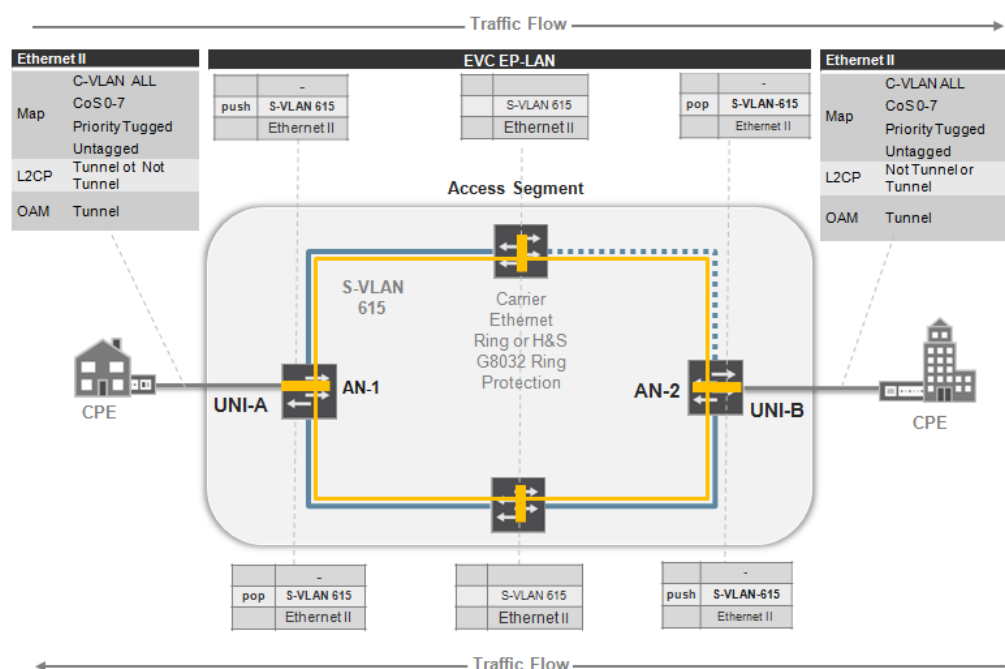 Traffic Flow
Ethernet II
EVC EP-LAN
Ethernet II
Map
C-VLAN ALL
CoS 0-7
Priority Tugged
Untagged
L2CP
Tunnel ot Not
Tunnel
OAM
Tunnel
-
push S-VLAN 615
Ethernet II
S-VLAN 615
Ethernet II
-
pop S-VLAN-615
Ethernet II
Map
C-VLAN ALL
CoS 0-7
Priority Tugged
Untagged
L2CP
Not Tunnel or
Tunnel
OAM
Tunnel
Access Segment
S-VLAN
615
Carrier
Ethernet
Ring or H&S
G8032 Ring
Protection
CPE
UNI-A
AN-1
AN-2
UNI-B
CPE
-
pop S-VLAN 615
Ethernet II
S-VLAN 615
Ethernet II
-
push S-VLAN-615
Ethernet II
Traffic Flow